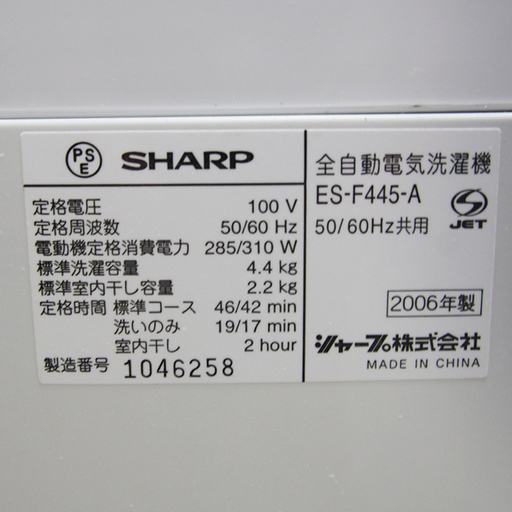 PSE SHARP
定格電圧 100 V
定格周波数 50/60 Hz
電動機定格消費電力 285/310 W
標準洗濯容量 4.4 kg
標準室内干し容量 2.2 kg
定格時間 標準コース 46/42 min
洗いのみ 19/17 min
室内干し 2 hour
製造番号 1046258
全自動電気洗濯機
ES-F445-A
50/60Hz共用
JET
2006年製
シャープ株式会社
MADE IN CHINA